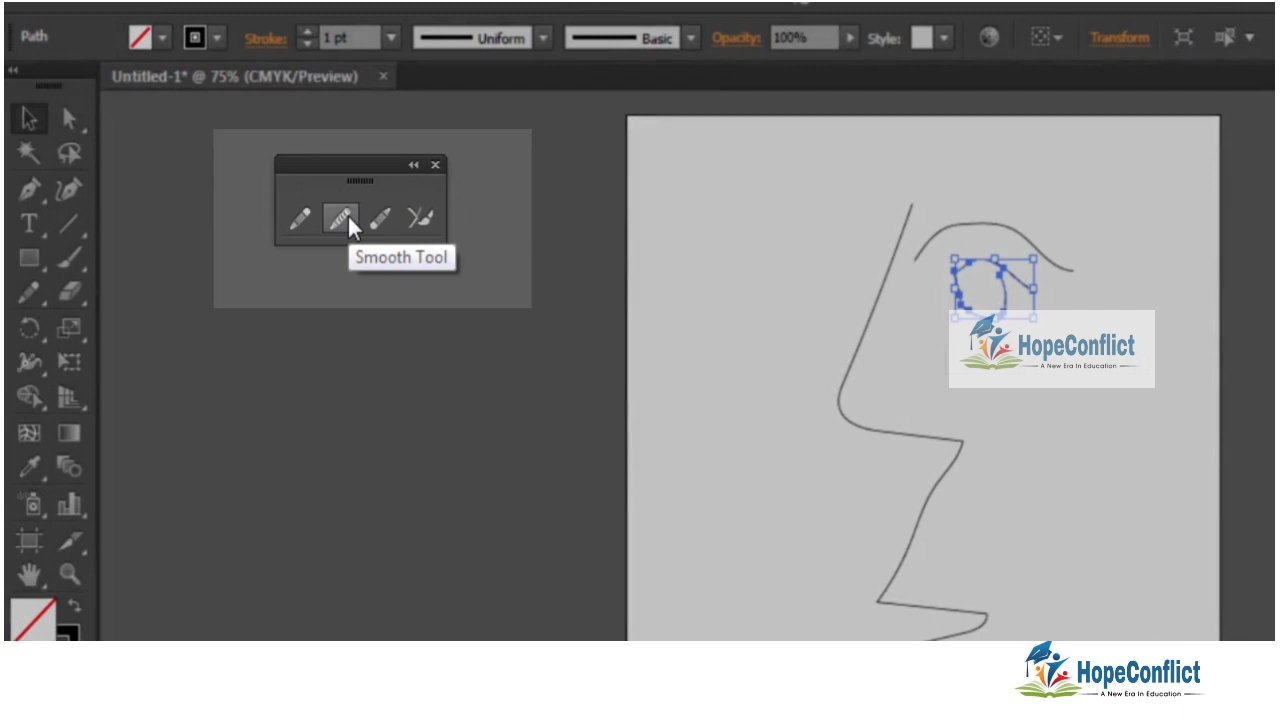 Path Stroke: 1 pt Uniform Basic Opacity: 100% Style: Transform
Untitled-1* @ 75% (CMYK/Preview) ×
Smooth Tool
HopeConflict
A New Era In Education
HopeConflict
A New Era In Education